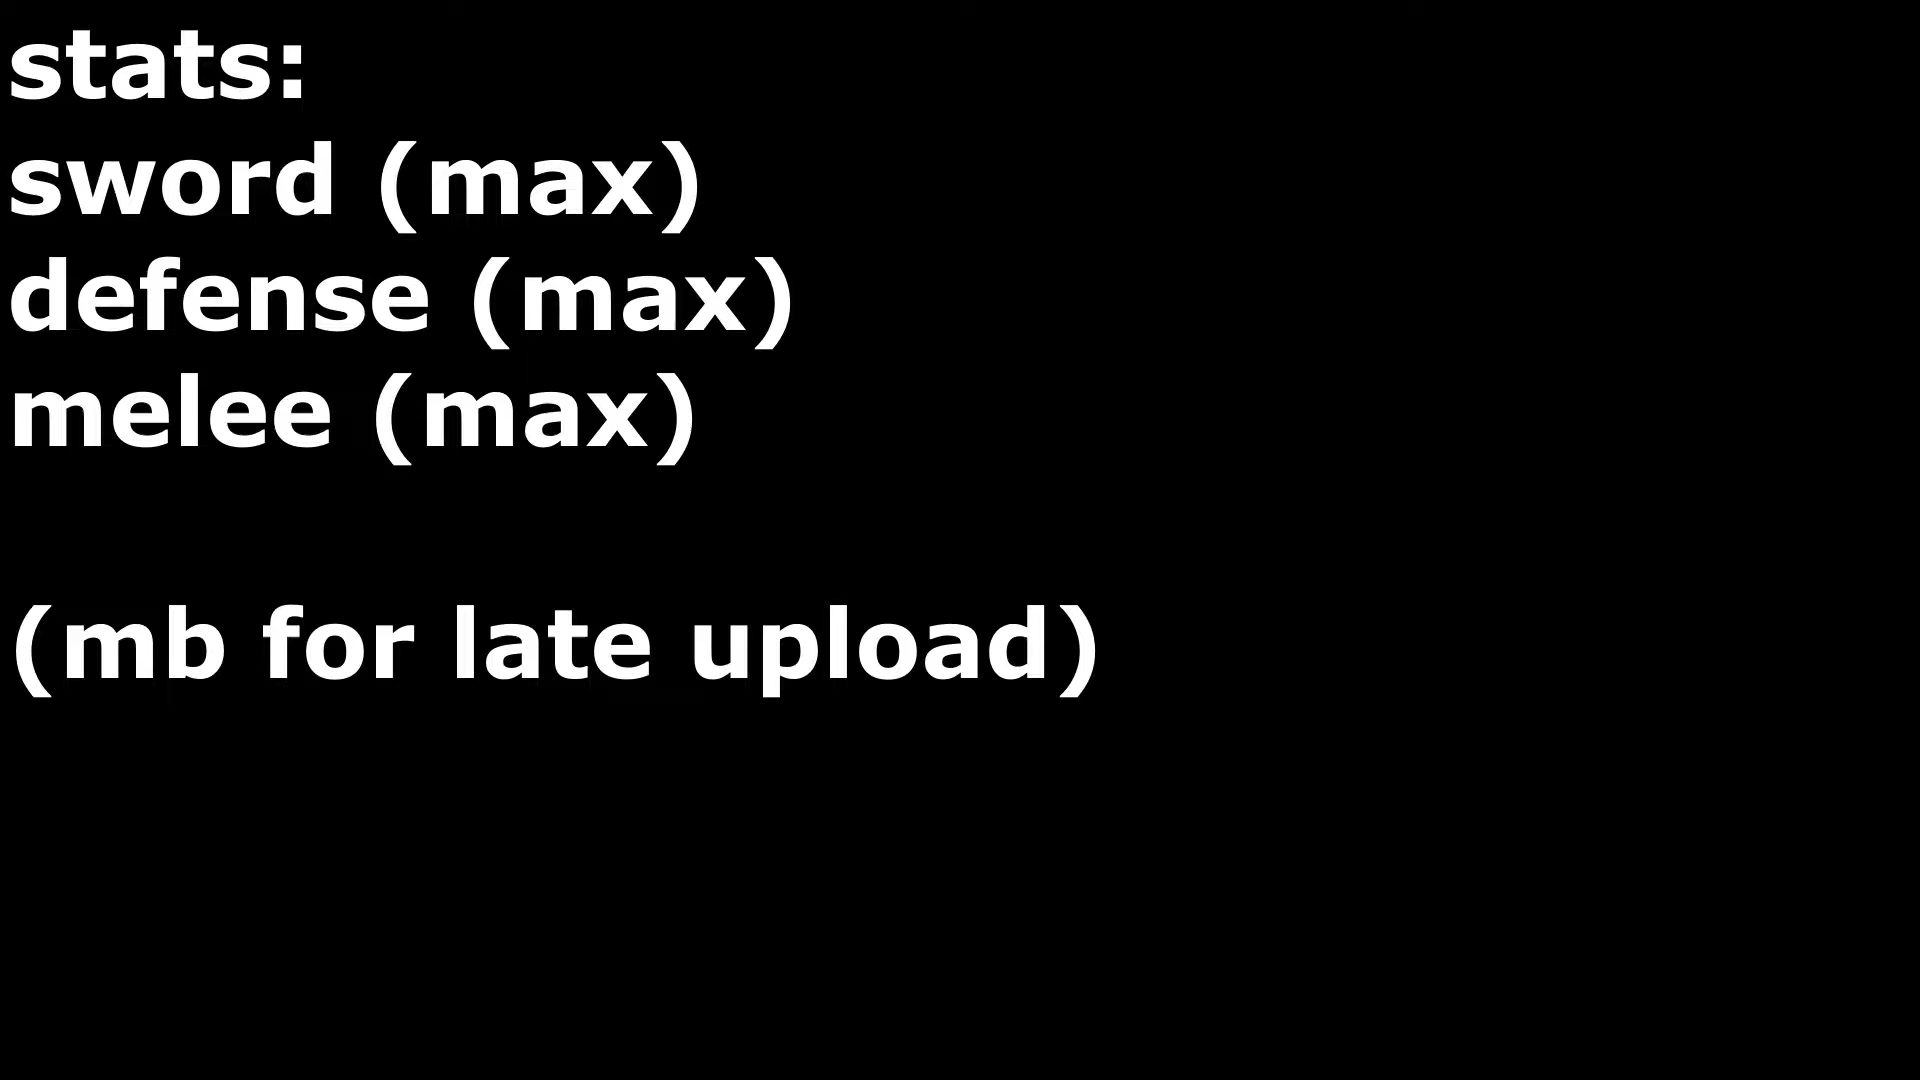 stats:
sword (max)
defense (max)
melee (max)
(mb for late upload)